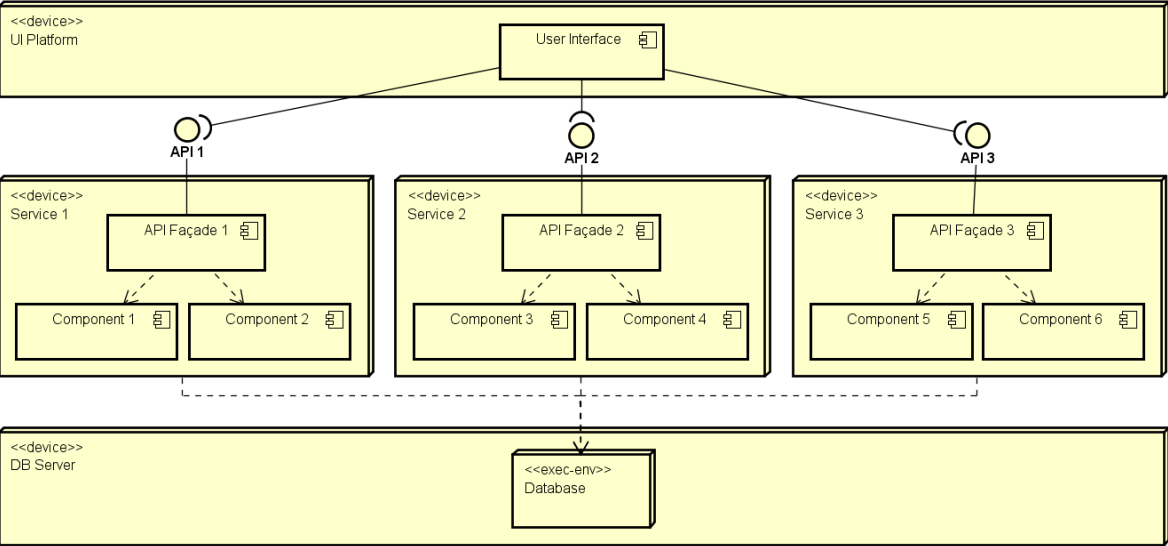 <<device>>
UI Platform
User Interface
API 1
API 2
API 3
<<device>>
Service 1
API Façade 1
Component 1
Component 2
<<device>>
Service 2
API Façade 2
Component 3
Component 4
<<device>>
Service 3
API Façade 3
Component 5
Component 6
<<device>>
DB Server
<<exec-env>>
Database